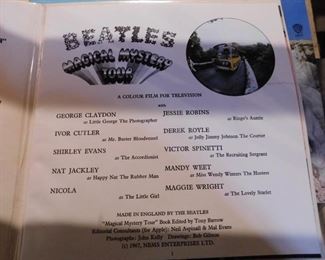 BEATLES
MAGICAL MYSTERY
TOUR
A COLOUR FILM FOR TELEVISION
with
GEORGE CLAYDON
as Little George The Photographer
JESSIE ROBINS
as Ringo's Auntie
IVOR CUTLER
as Mr. Buster Bloodvessel
DEREK ROYLE
as Jolly Jimmy Johnson The Courier
SHIRLEY EVANS
as The Accordionist
VICTOR SPINETTI
as The Recruiting Sergeant
NAT JACKLEY
as Happy Nat The Rubber Man
MANDY WEET
as Miss Wendy Winters The Hostess
NICOLA
as The Little Girl
MAGGIE WRIGHT
as The Lovely Starlet
MADE IN ENGLAND BY THE BEATLES
"Magical Mystery Tour" Book Edited by Tony Barrow
Editorial Consultants (for Apple): Neil Aspinall & Mal Evans
Photographs: John Kelly Drawings: Bob Gibson
(c) 1967, NEMS ENTERPRISES LTD.
1